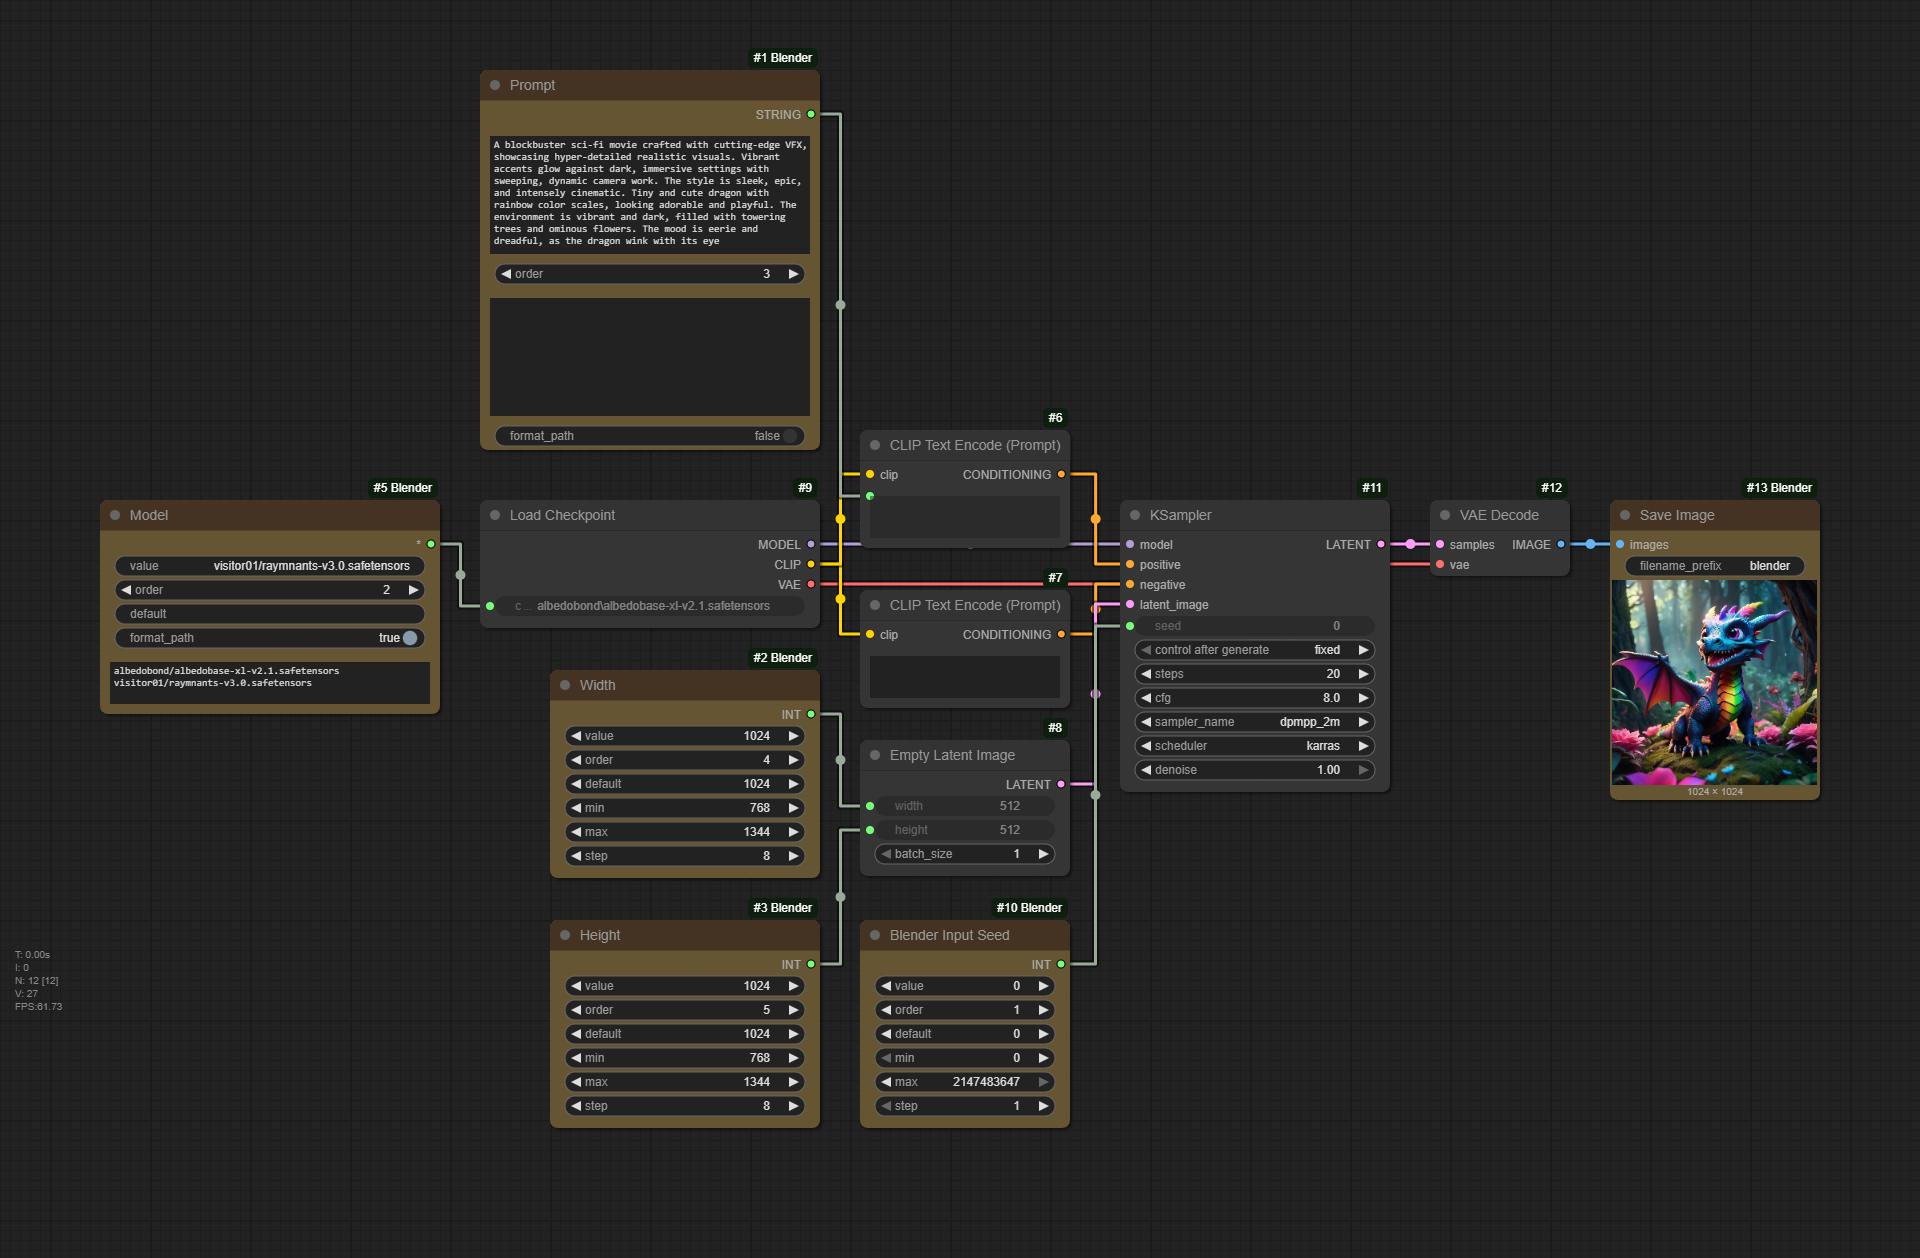 #1 Blender
Prompt
STRING
A blockbuster sci-fi movie crafted with cutting-edge VFX,
showcasing hyper-detailed realistic visuals. Vibrant
accents glow against dark, immersive settings with
sweeping, dynamic camera work. The style is sleek, epic,
and intensely cinematic. Tiny and cute dragon with
rainbow color scales, looking adorable and playful. The
environment is vibrant and dark, filled with towering
trees and ominous flowers. The mood is eerie and
dreadful, as the dragon wink with its eye
order 3
format_path false
#5 Blender
Model
*
value visitor01/raymnants-v3.0.safetensors
order 2
default
format_path true
albedobond/albedobase-xl-v2.1.safetensors
visitor01/raymnants-v3.0.safetensors
#9
Load Checkpoint
MODEL
CLIP
VAE
c ... albedobond\albedobase-xl-v2.1.safetensors
#2 Blender
Width
INT
value 1024
order 4
default 1024
min 768
max 1344
step 8
#3 Blender
Height
INT
value 1024
order 5
default 1024
min 768
max 1344
step 8
#6
CLIP Text Encode (Prompt)
clip CONDITIONING
#7
CLIP Text Encode (Prompt)
clip CONDITIONING
#8
Empty Latent Image
LATENT
width 512
height 512
batch_size 1
#10 Blender
Blender Input Seed
INT
value 0
order 1
default 0
min 0
max 2147483647
step 1
#11
KSampler
model LATENT
positive
negative
latent_image
seed 0
control after generate fixed
steps 20
cfg 8.0
sampler_name dpmpp_2m
scheduler karras
denoise 1.00
#12
VAE Decode
samples IMAGE
vae
#13 Blender
Save Image
images
filename_prefix blender
1024 × 1024
T: 0.00s
I: 0
N: 12 [12]
V: 27
FPS:61.73